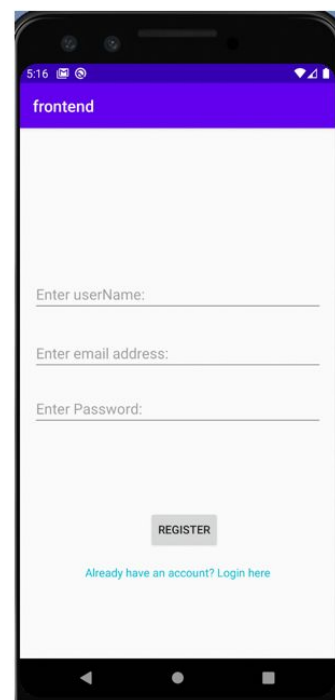 5:16
frontend
Enter userName:
Enter email address:
Enter Password:
REGISTER
Already have an account? Login here